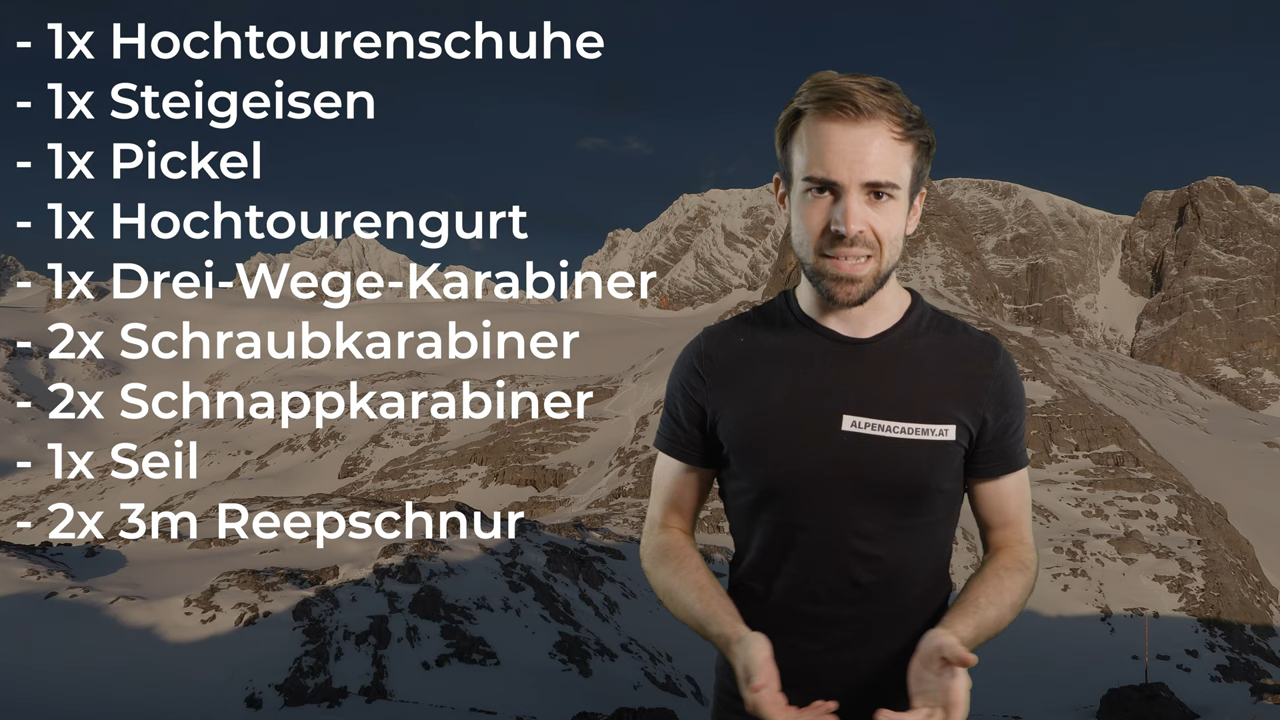 - 1x Hochtourenschuhe
- 1x Steigeisen
- 1x Pickel
- 1x Hochtourengurt
- 1x Drei-Wege-Karabiner
- 2x Schraubkarabiner
- 2x Schnappkarabiner
- 1x Seil
- 2x 3m Reepschnur
ALPENACADEMY.AT